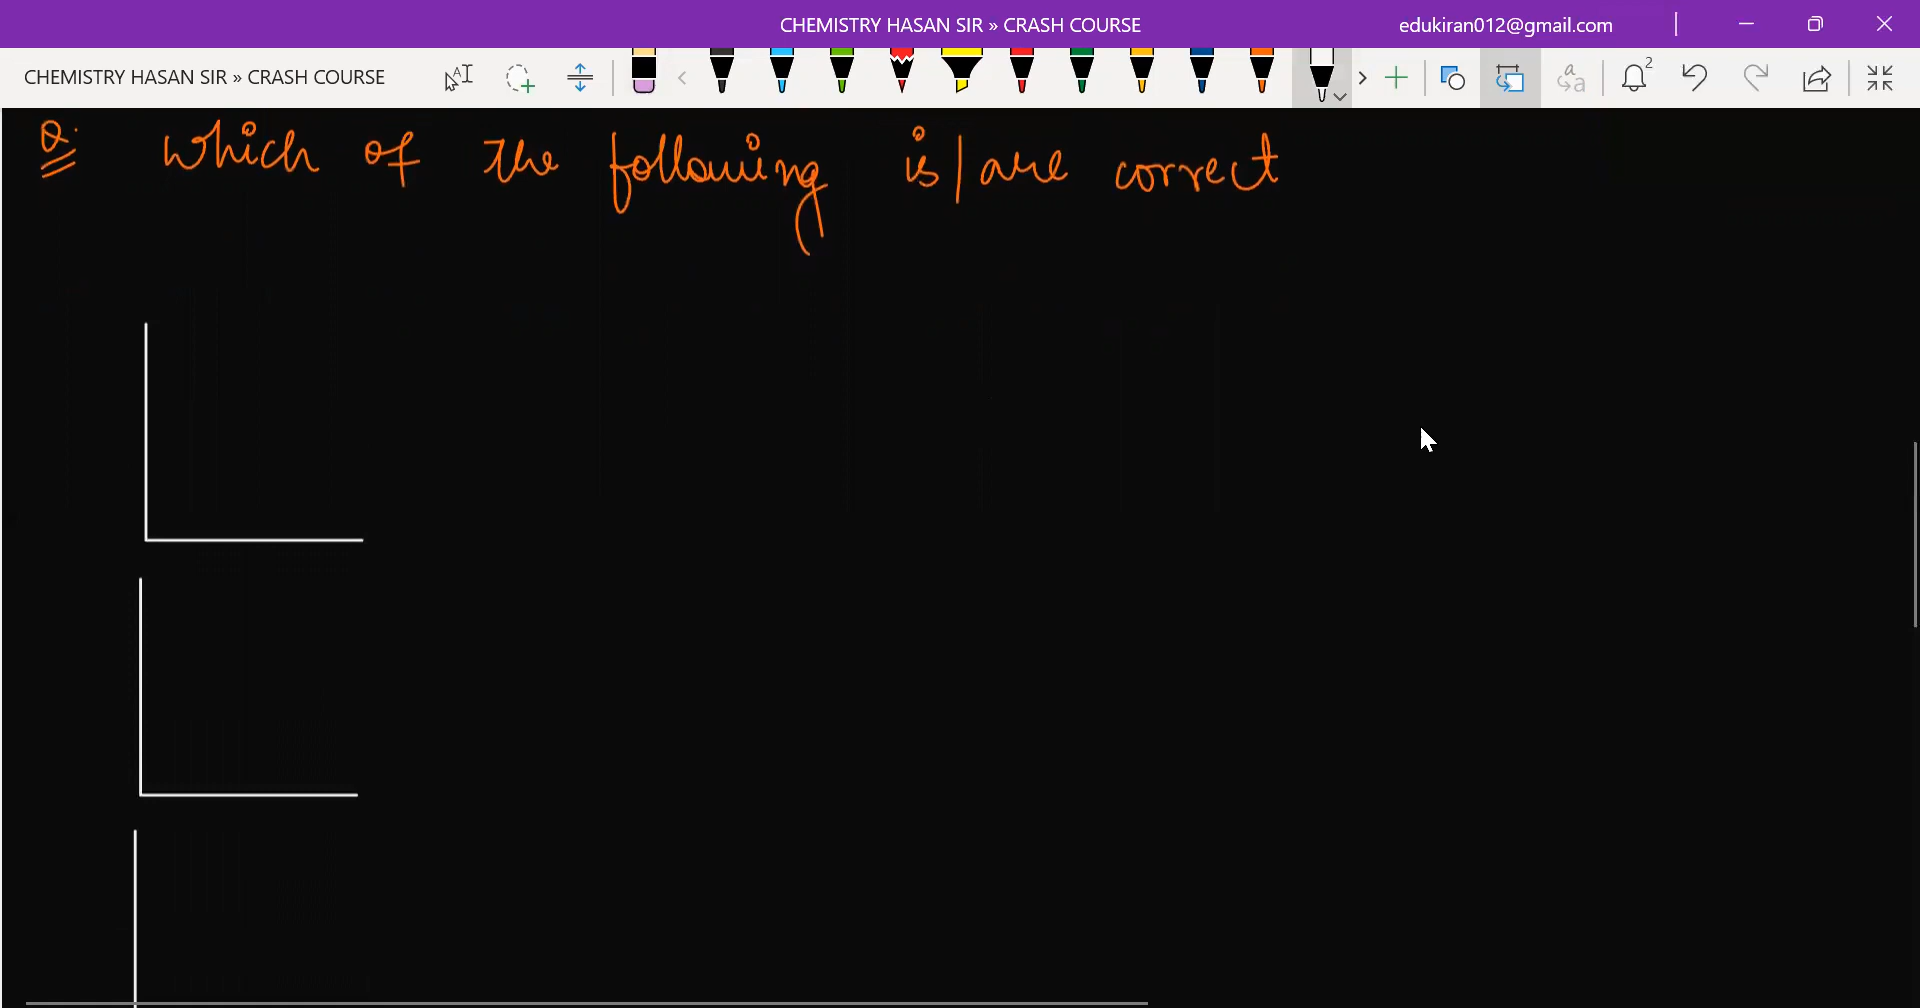 CHEMISTRY HASAN SIR » CRASH COURSE
edukiran012@gmail.com
CHEMISTRY HASAN SIR » CRASH COURSE
2
Q. Which of the following is/are correct